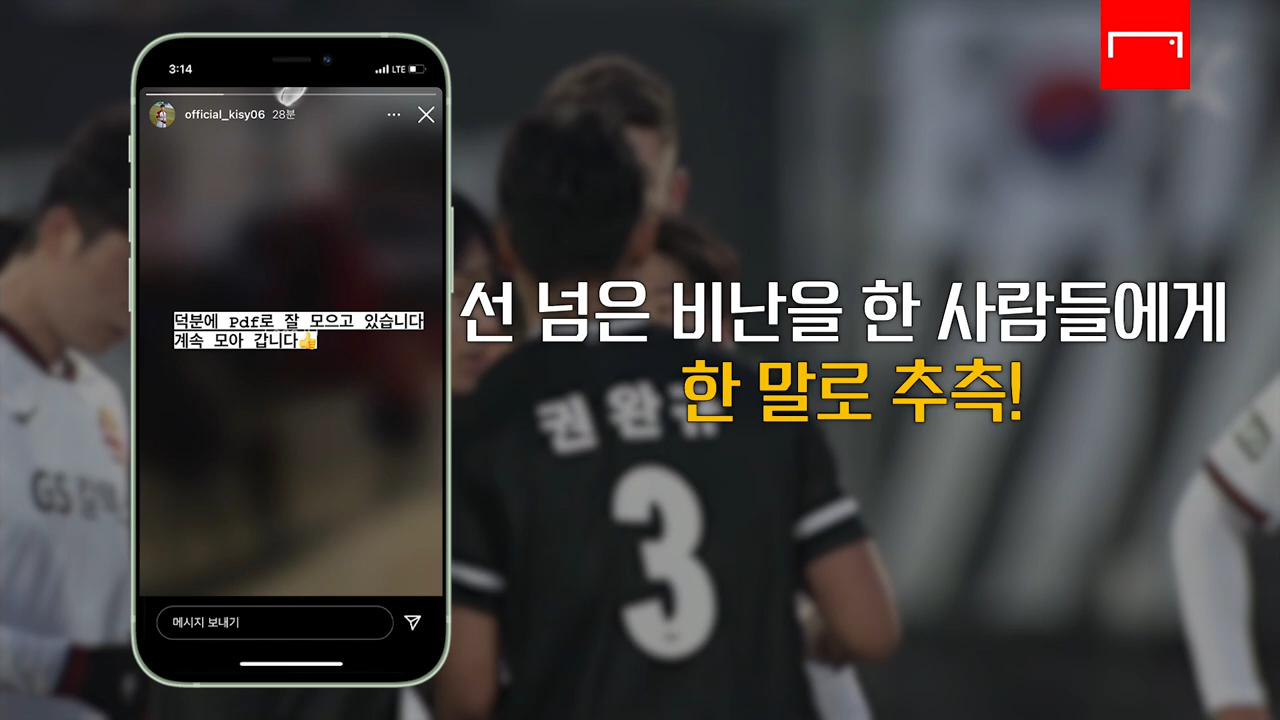 3:14
LTE
official_kisy06 28분
덕분에 Pdf로 잘 모으고 있습니다
계속 모아 갑니다👍
메시지 보내기
선 넘은 비난을 한 사람들에게
한 말로 추측!
권완규
3
GS